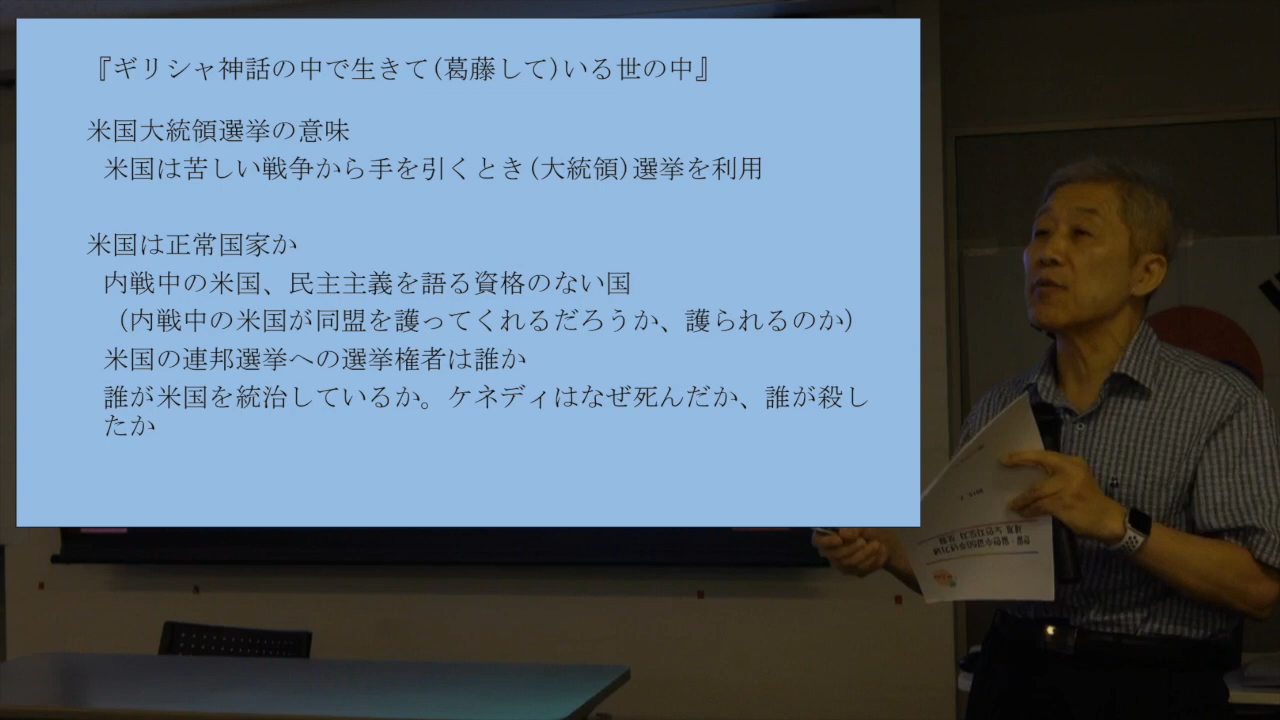 『ギリシャ神話の中で生きて(葛藤して)いる世の中』
米国大統領選挙の意味
米国は苦しい戦争から手を引くとき(大統領)選挙を利用
米国は正常国家か
内戦中の米国、民主主義を語る資格のない国
(内戦中の米国が同盟を護ってくれるだろうか、護られるのか)
米国の連邦選挙への選挙権者は誰か
誰が米国を統治しているか。ケネディはなぜ死んだか、誰が殺し
たか